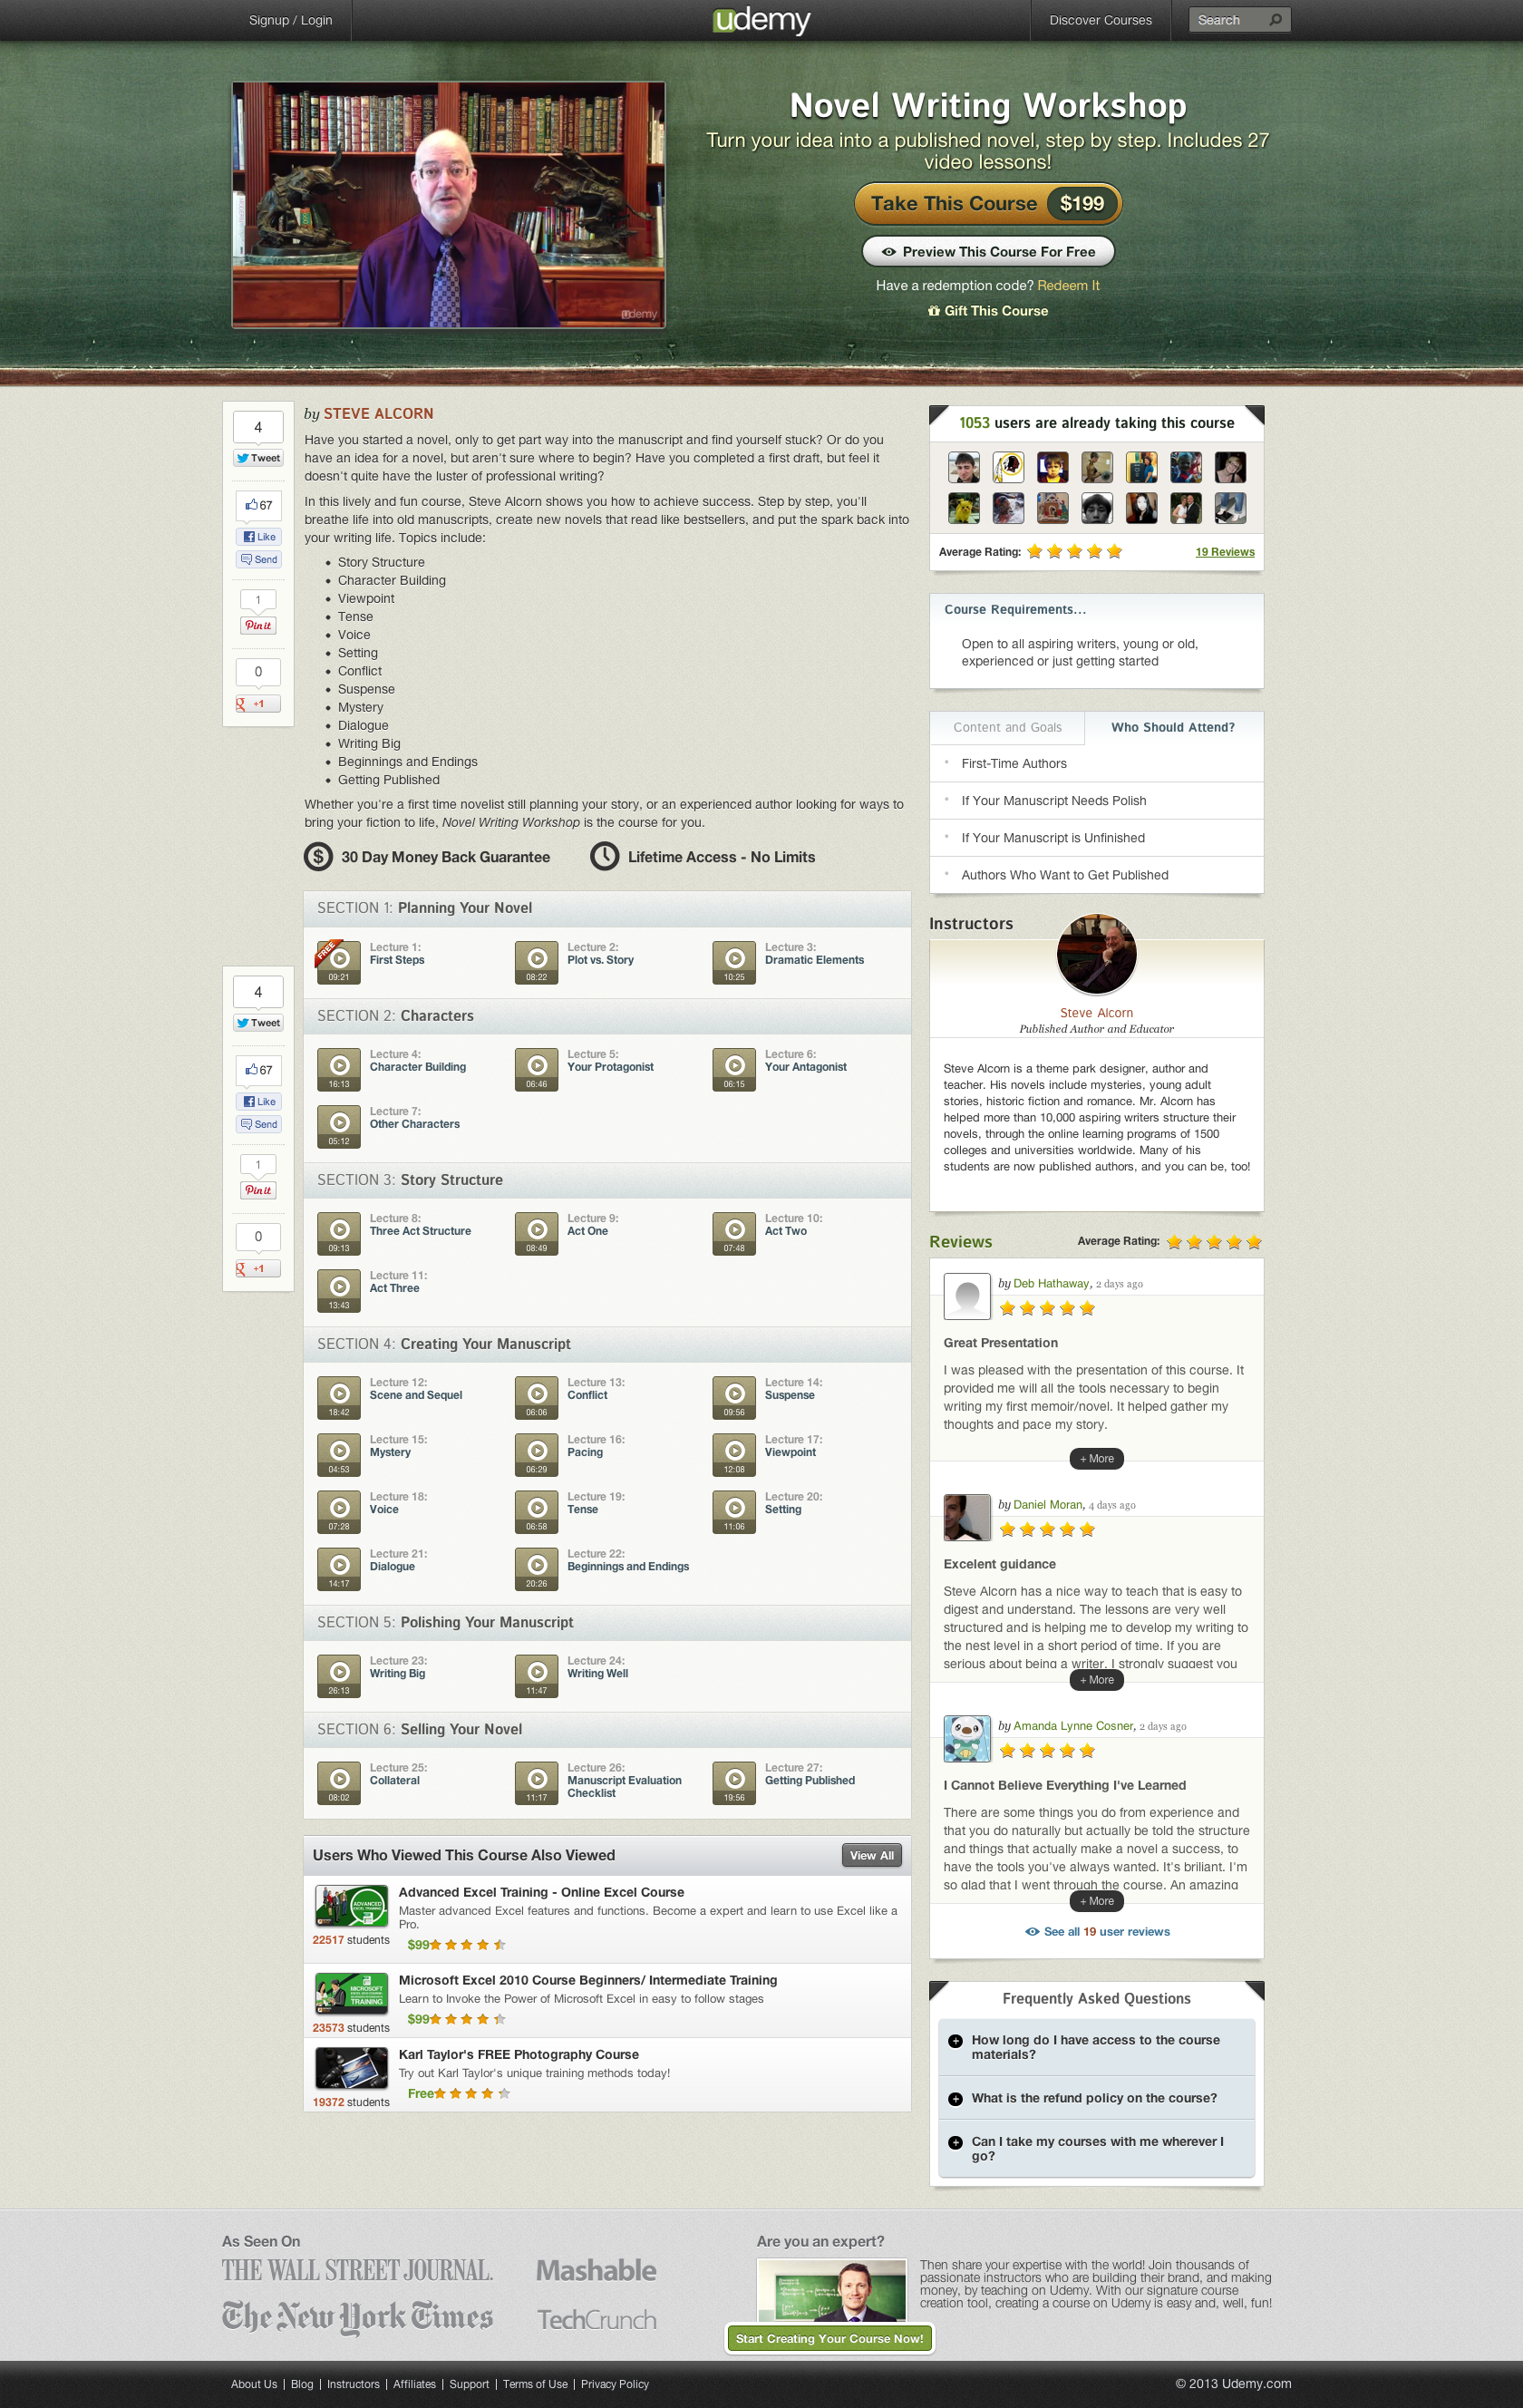 Signup / Login
udemy
Discover Courses
Search
Novel Writing Workshop
Turn your idea into a published novel, step by step. Includes 27
video lessons!
Take This Course $199
Preview This Course For Free
Have a redemption code? Redeem It
Gift This Course
udemy
4
Tweet
67
Like
Send
1
Pin it
0
+1
by STEVE ALCORN
Have you started a novel, only to get part way into the manuscript and find yourself stuck? Or do you
have an idea for a novel, but aren't sure where to begin? Have you completed a first draft, but feel it
doesn't quite have the luster of professional writing?
In this lively and fun course, Steve Alcorn shows you how to achieve success. Step by step, you'll
breathe life into old manuscripts, create new novels that read like bestsellers, and put the spark back into
your writing life. Topics include:
Story Structure
Character Building
Viewpoint
Tense
Voice
Setting
Conflict
Suspense
Mystery
Dialogue
Writing Big
Beginnings and Endings
Getting Published
Whether you're a first time novelist still planning your story, or an experienced author looking for ways to
bring your fiction to life, Novel Writing Workshop is the course for you.
30 Day Money Back Guarantee
Lifetime Access - No Limits
SECTION 1: Planning Your Novel
FREE
09:21
Lecture 1:
First Steps
08:22
Lecture 2:
Plot vs. Story
10:25
Lecture 3:
Dramatic Elements
SECTION 2: Characters
16:13
Lecture 4:
Character Building
06:46
Lecture 5:
Your Protagonist
06:15
Lecture 6:
Your Antagonist
05:12
Lecture 7:
Other Characters
SECTION 3: Story Structure
09:13
Lecture 8:
Three Act Structure
08:49
Lecture 9:
Act One
07:48
Lecture 10:
Act Two
13:43
Lecture 11:
Act Three
SECTION 4: Creating Your Manuscript
18:42
Lecture 12:
Scene and Sequel
06:06
Lecture 13:
Conflict
09:56
Lecture 14:
Suspense
04:53
Lecture 15:
Mystery
06:29
Lecture 16:
Pacing
12:08
Lecture 17:
Viewpoint
07:28
Lecture 18:
Voice
06:58
Lecture 19:
Tense
11:06
Lecture 20:
Setting
14:17
Lecture 21:
Dialogue
20:26
Lecture 22:
Beginnings and Endings
SECTION 5: Polishing Your Manuscript
26:13
Lecture 23:
Writing Big
11:47
Lecture 24:
Writing Well
SECTION 6: Selling Your Novel
08:02
Lecture 25:
Collateral
11:17
Lecture 26:
Manuscript Evaluation
Checklist
19:56
Lecture 27:
Getting Published
4
Tweet
67
Like
Send
1
Pin it
0
+1
Users Who Viewed This Course Also Viewed
View All
Advanced Excel Training - Online Excel Course
Master advanced Excel features and functions. Become a expert and learn to use Excel like a
Pro.
22517 students
$99
MICROSOFT
TRAINING
Microsoft Excel 2010 Course Beginners/ Intermediate Training
Learn to Invoke the Power of Microsoft Excel in easy to follow stages
$99
23573 students
Karl Taylor's FREE Photography Course
Try out Karl Taylor's unique training methods today!
Free
19372 students
1053 users are already taking this course
Average Rating:
19 Reviews
Course Requirements...
Open to all aspiring writers, young or old,
experienced or just getting started
Content and Goals
Who Should Attend?
First-Time Authors
If Your Manuscript Needs Polish
If Your Manuscript is Unfinished
Authors Who Want to Get Published
Instructors
Steve Alcorn
Published Author and Educator
Steve Alcorn is a theme park designer, author and
teacher. His novels include mysteries, young adult
stories, historic fiction and romance. Mr. Alcorn has
helped more than 10,000 aspiring writers structure their
novels, through the online learning programs of 1500
colleges and universities worldwide. Many of his
students are now published authors, and you can be, too!
Reviews
Average Rating:
by Deb Hathaway, 2 days ago
Great Presentation
I was pleased with the presentation of this course. It
provided me will all the tools necessary to begin
writing my first memoir/novel. It helped gather my
thoughts and pace my story.
+ More
by Daniel Moran, 4 days ago
Excelent guidance
Steve Alcorn has a nice way to teach that is easy to
digest and understand. The lessons are very well
structured and is helping me to develop my writing to
the nest level in a short period of time. If you are
serious about being a writer, I strongly suggest you
+ More
by Amanda Lynne Cosner, 2 days ago
I Cannot Believe Everything I've Learned
There are some things you do from experience and
that you do naturally but actually be told the structure
and things that actually make a novel a success, to
have the tools you've always wanted. It's briliant. I'm
so glad that I went through the course. An amazing
+ More
See all 19 user reviews
Frequently Asked Questions
How long do I have access to the course
materials?
What is the refund policy on the course?
Can I take my courses with me wherever I
go?
As Seen On
THE WALL STREET JOURNAL.
Mashable
The New York Times
TechCrunch
Are you an expert?
Then share your expertise with the world! Join thousands of
passionate instructors who are building their brand, and making
money, by teaching on Udemy. With our signature course
creation tool, creating a course on Udemy is easy and, well, fun!
Start Creating Your Course Now!
About Us | Blog | Instructors | Affiliates | Support | Terms of Use | Privacy Policy
© 2013 Udemy.com